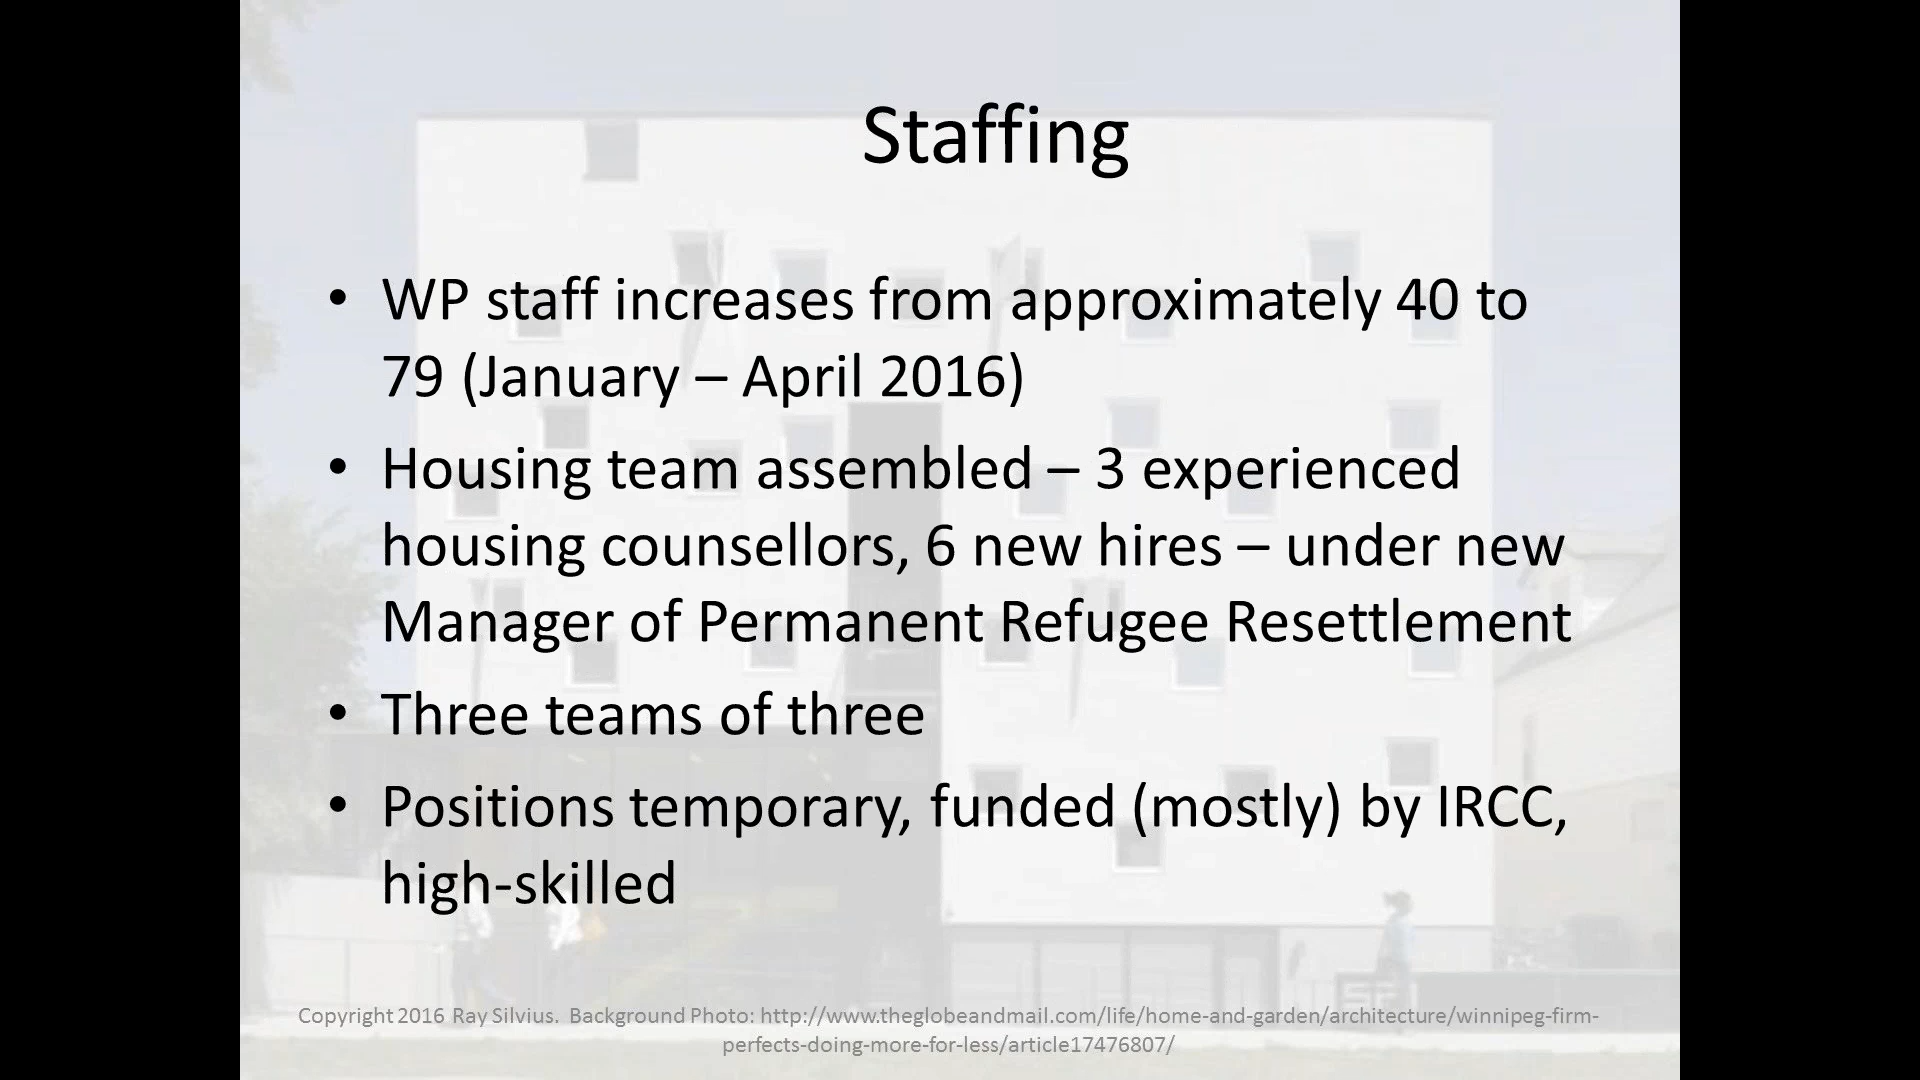 Staffing
• WP staff increases from approximately 40 to
79 (January – April 2016)
• Housing team assembled – 3 experienced
housing counsellors, 6 new hires – under new
Manager of Permanent Refugee Resettlement
• Three teams of three
• Positions temporary, funded (mostly) by IRCC,
high-skilled
Copyright 2016 Ray Silvius. Background Photo: http://www.theglobeandmail.com/life/home-and-garden/architecture/winnipeg-firm-
perfects-doing-more-for-less/article17476807/